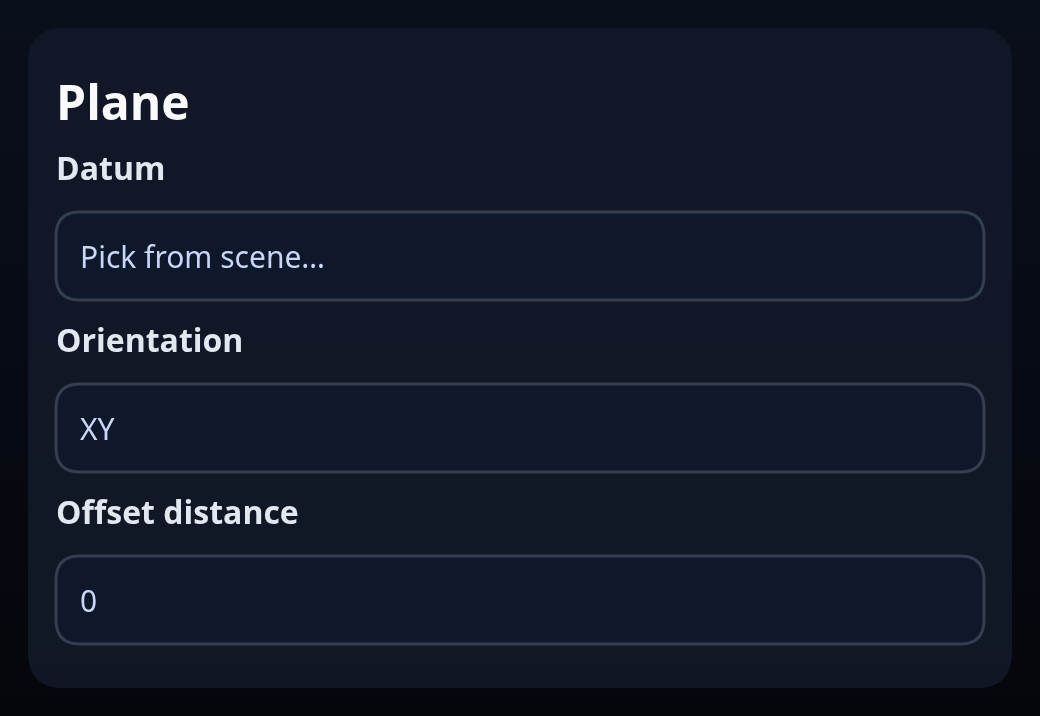 Plane
Datum
Pick from scene…
Orientation
XY
Offset distance
0